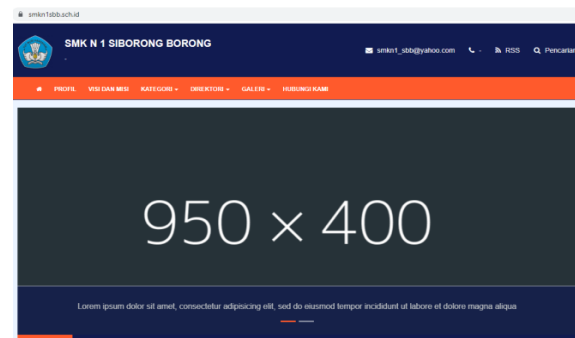 smkn1sbb.sch.id
SMK N 1 SIBORONG BORONG
smkn1_sbb@yahoo.com - RSS Pencarian
PROFIL VISI DAN MISI KATEGORI DIREKTORI GALERI HUBUNGI KAMI
950 × 400
Lorem ipsum dolor sit amet, consectetur adipisicing elit, sed do eiusmod tempor incididunt ut labore et dolore magna aliqua